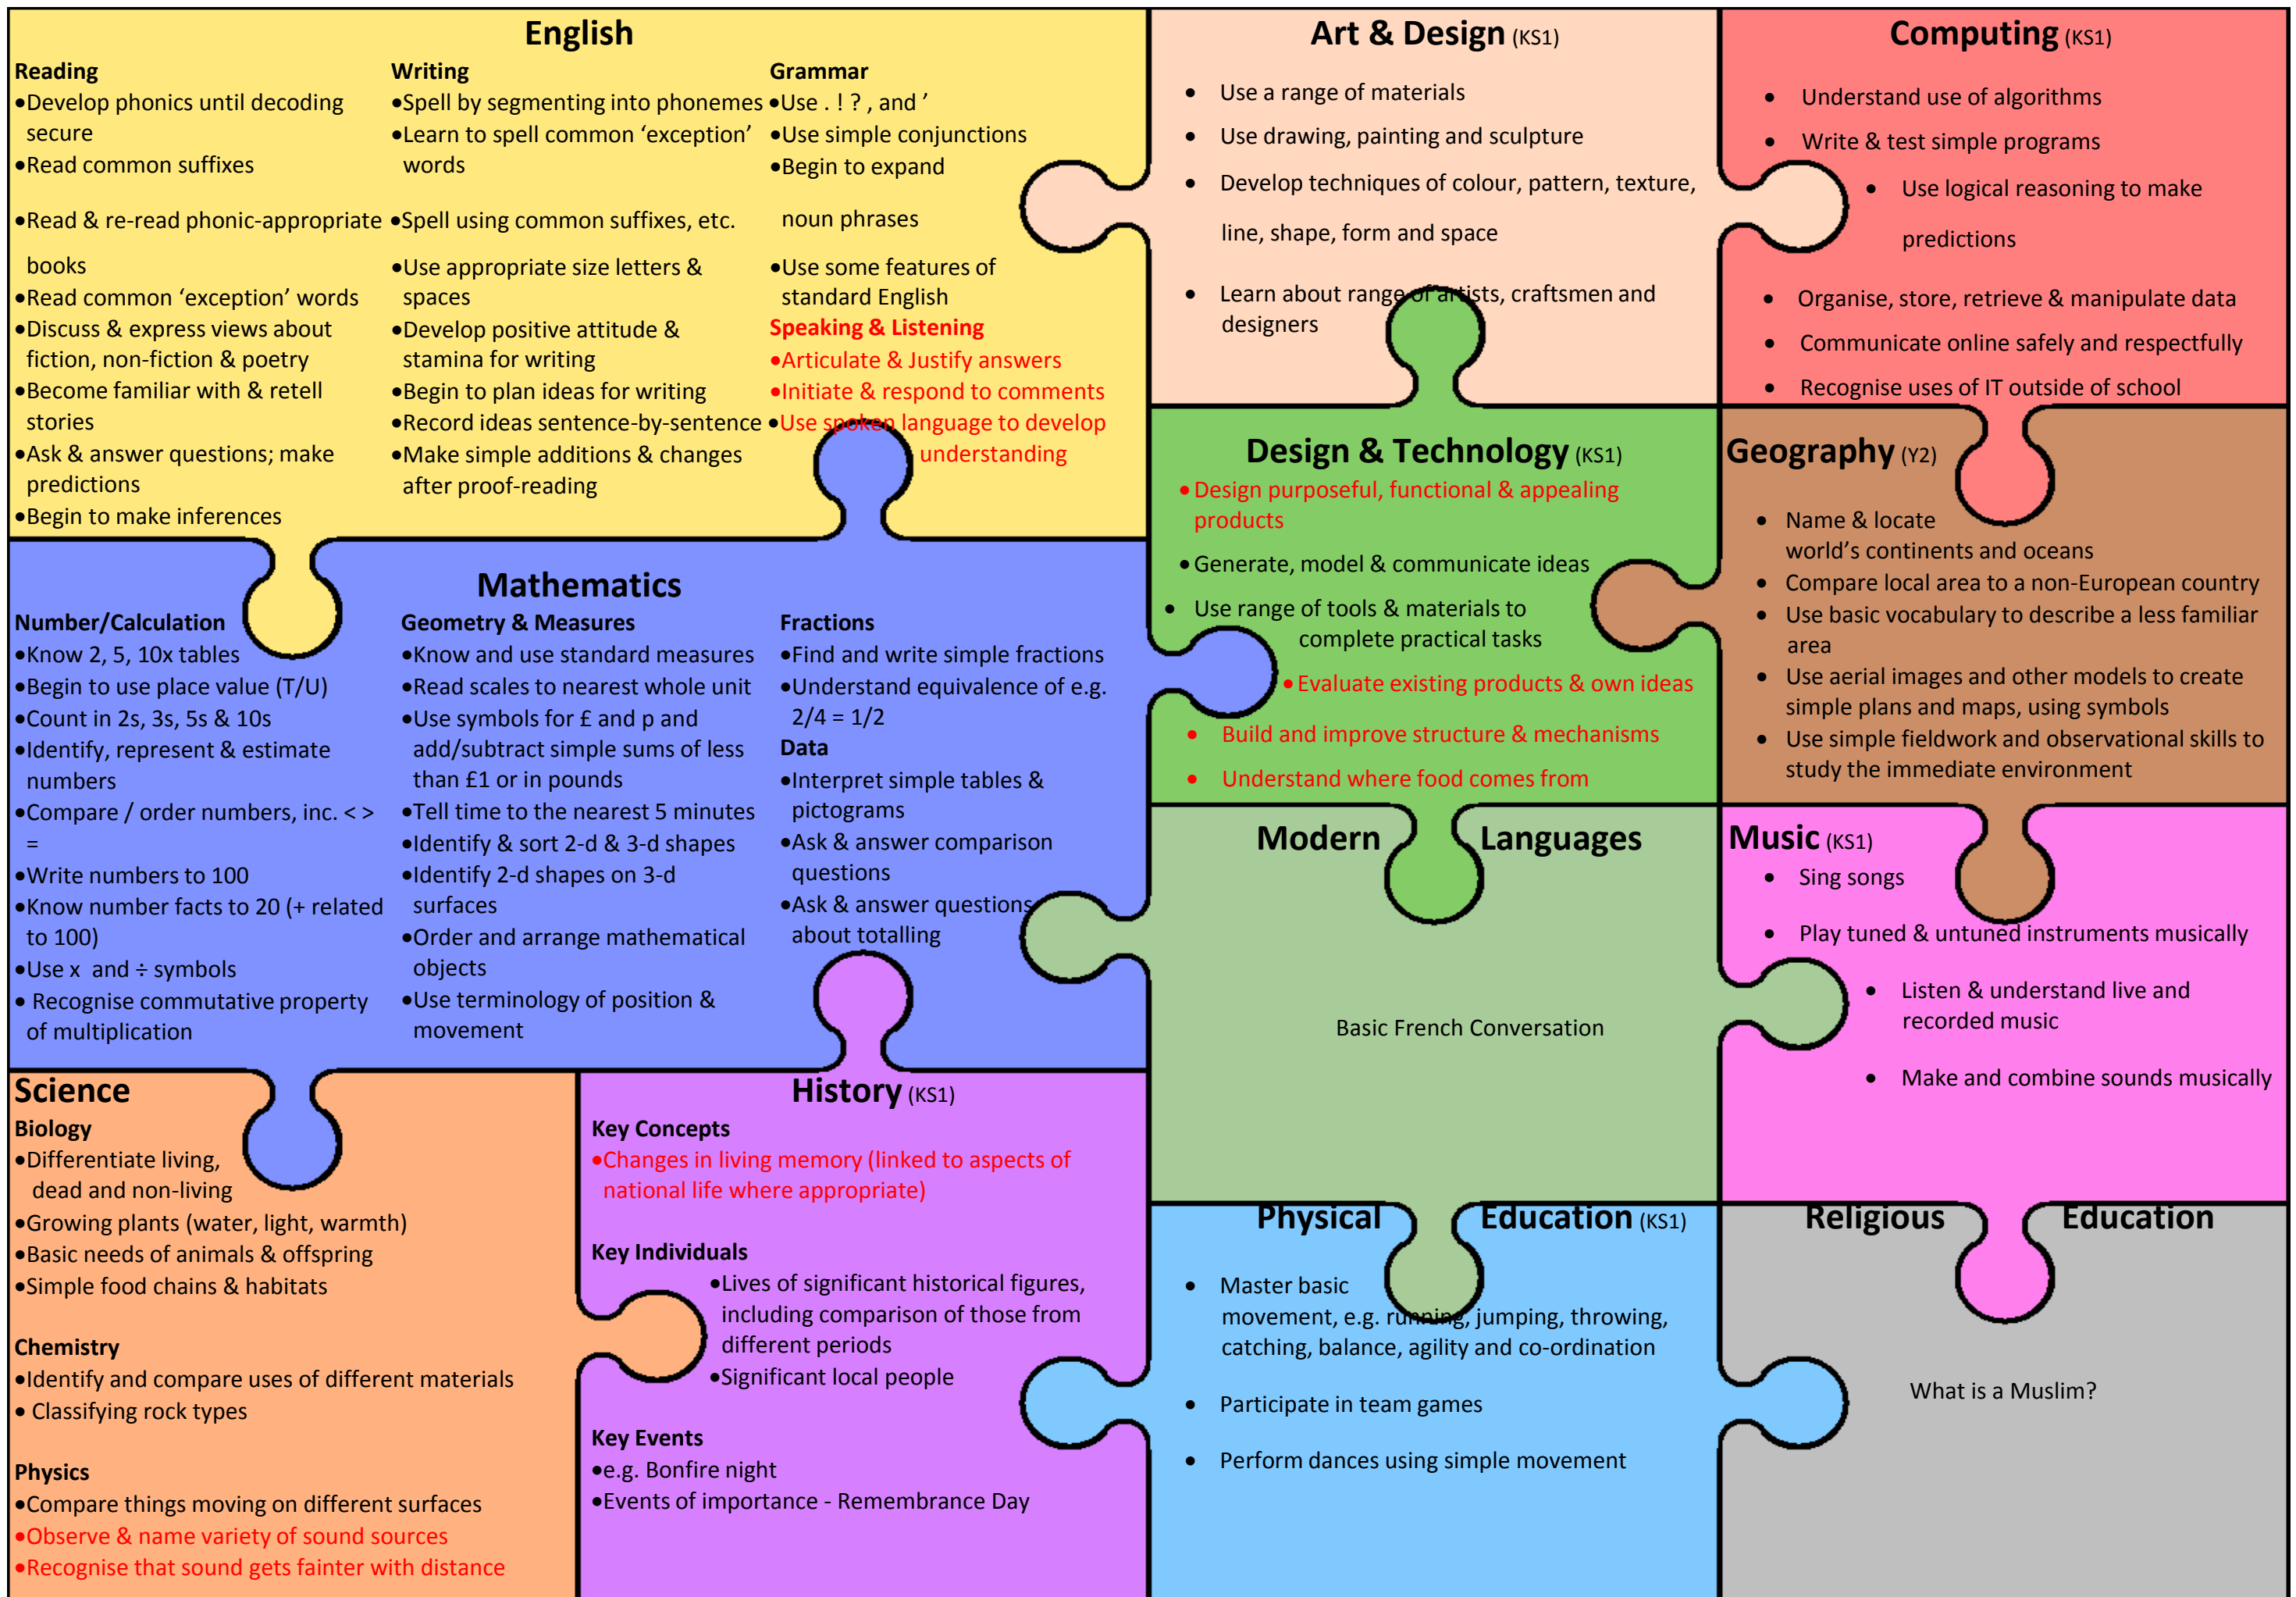 English
Reading
•Develop phonics until decoding
secure
•Read common suffixes
•Read & re-read phonic-appropriate
books
•Read common ‘exception’ words
•Discuss & express views about
fiction, non-fiction & poetry
•Become familiar with & retell
stories
•Ask & answer questions; make
predictions
•Begin to make inferences
Writing
•Spell by segmenting into phonemes
•Learn to spell common ‘exception’
words
•Spell using common suffixes, etc.
•Use appropriate size letters &
spaces
•Develop positive attitude &
stamina for writing
•Begin to plan ideas for writing
•Record ideas sentence-by-sentence
•Make simple additions & changes
after proof-reading
Grammar
•Use . ! ? , and ’
•Use simple conjunctions
•Begin to expand
noun phrases
•Use some features of
standard English
Speaking & Listening
•Articulate & Justify answers
•Initiate & respond to comments
•Use spoken language to develop
understanding
Art & Design (KS1)
• Use a range of materials
• Use drawing, painting and sculpture
• Develop techniques of colour, pattern, texture,
line, shape, form and space
• Learn about range of artists, craftsmen and
designers
Computing (KS1)
• Understand use of algorithms
• Write & test simple programs
• Use logical reasoning to make
predictions
• Organise, store, retrieve & manipulate data
• Communicate online safely and respectfully
• Recognise uses of IT outside of school
Mathematics
Number/Calculation
•Know 2, 5, 10x tables
•Begin to use place value (T/U)
•Count in 2s, 3s, 5s & 10s
•Identify, represent & estimate
numbers
•Compare / order numbers, inc. < >
=
•Write numbers to 100
•Know number facts to 20 (+ related
to 100)
•Use x and ÷ symbols
• Recognise commutative property
of multiplication
Geometry & Measures
•Know and use standard measures
•Read scales to nearest whole unit
•Use symbols for £ and p and
add/subtract simple sums of less
than £1 or in pounds
•Tell time to the nearest 5 minutes
•Identify & sort 2-d & 3-d shapes
•Identify 2-d shapes on 3-d
surfaces
•Order and arrange mathematical
objects
•Use terminology of position &
movement
Fractions
•Find and write simple fractions
•Understand equivalence of e.g.
2/4 = 1/2
Data
•Interpret simple tables &
pictograms
•Ask & answer comparison
questions
•Ask & answer questions
about totalling
Design & Technology (KS1)
• Design purposeful, functional & appealing
products
• Generate, model & communicate ideas
• Use range of tools & materials to
complete practical tasks
• Evaluate existing products & own ideas
• Build and improve structure & mechanisms
• Understand where food comes from
Geography (Y2)
• Name & locate
world’s continents and oceans
• Compare local area to a non-European country
• Use basic vocabulary to describe a less familiar
area
• Use aerial images and other models to create
simple plans and maps, using symbols
• Use simple fieldwork and observational skills to
study the immediate environment
Modern Languages
Basic French Conversation
Music (KS1)
• Sing songs
• Play tuned & untuned instruments musically
• Listen & understand live and
recorded music
• Make and combine sounds musically
Science
Biology
•Differentiate living,
dead and non-living
•Growing plants (water, light, warmth)
•Basic needs of animals & offspring
•Simple food chains & habitats
Chemistry
•Identify and compare uses of different materials
• Classifying rock types
Physics
•Compare things moving on different surfaces
•Observe & name variety of sound sources
•Recognise that sound gets fainter with distance
History (KS1)
Key Concepts
•Changes in living memory (linked to aspects of
national life where appropriate)
Key Individuals
•Lives of significant historical figures,
including comparison of those from
different periods
•Significant local people
Key Events
•e.g. Bonfire night
•Events of importance - Remembrance Day
Physical Education (KS1)
• Master basic
movement, e.g. running, jumping, throwing,
catching, balance, agility and co-ordination
• Participate in team games
• Perform dances using simple movement
Religious Education
What is a Muslim?